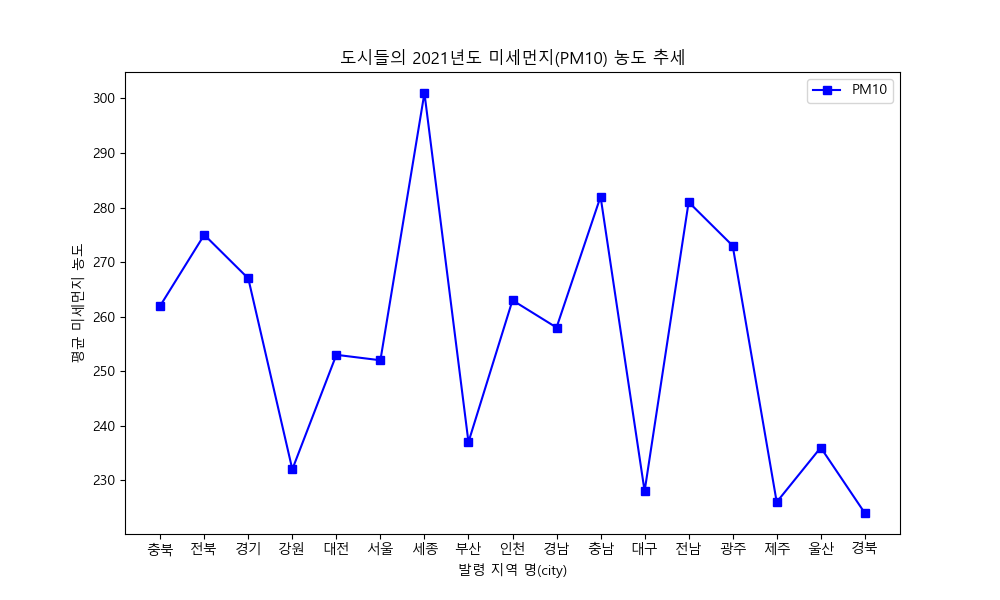 도시들의 2021년도 미세먼지(PM10) 농도 추세
PM10
평균 미세먼지 농도
300
290
280
270
260
250
240
230
충북 전북 경기 강원 대전 서울 세종 부산 인천 경남 충남 대구 전남 광주 제주 울산 경북
발령 지역 명(city)